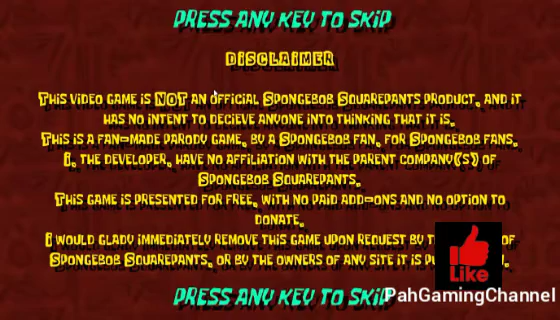 PRESS ANY KEY TO SKIP
DISCLAIMER
THIS VIDEO GAME IS NOT AN OFFICIAL SPONGEBOB SQUAREPANTS PRODUCT, AND IT
HAS NO INTENT TO DECIEVE ANYONE INTO THINKING THAT IT IS.
THIS IS A FAN-MADE PARODY GAME, BY A SPONGEBOB FAN, FOR SPONGEBOB FANS.
I, THE DEVELOPER, HAVE NO AFFILIATION WITH THE PARENT COMPANY(S) OF
SPONGEBOB SQUAREPANTS.
THIS GAME IS PRESENTED FOR FREE, WITH NO PAID ADD-ONS AND NO OPTION TO
DONATE.
I WOULD GLADY IMMEDIATELY REMOVE THIS GAME UPON REQUEST BY OF
SPONGEBOB SQUAREPANTS, OR BY THE OWNERS OF ANY SITE IT IS
Like
PRESS ANY KEY TO SKIP
PahGamingChannel